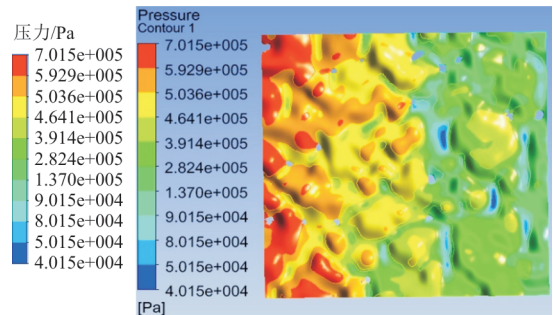 压力/Pa
7.015e+005
5.929e+005
5.036e+005
4.641e+005
3.914e+005
2.824e+005
1.370e+005
9.015e+004
8.015e+004
5.015e+004
4.015e+004
Pressure
Contour 1
7.015e+005
5.929e+005
5.036e+005
4.641e+005
3.914e+005
2.824e+005
1.370e+005
9.015e+004
8.015e+004
5.015e+004
4.015e+004
[Pa]